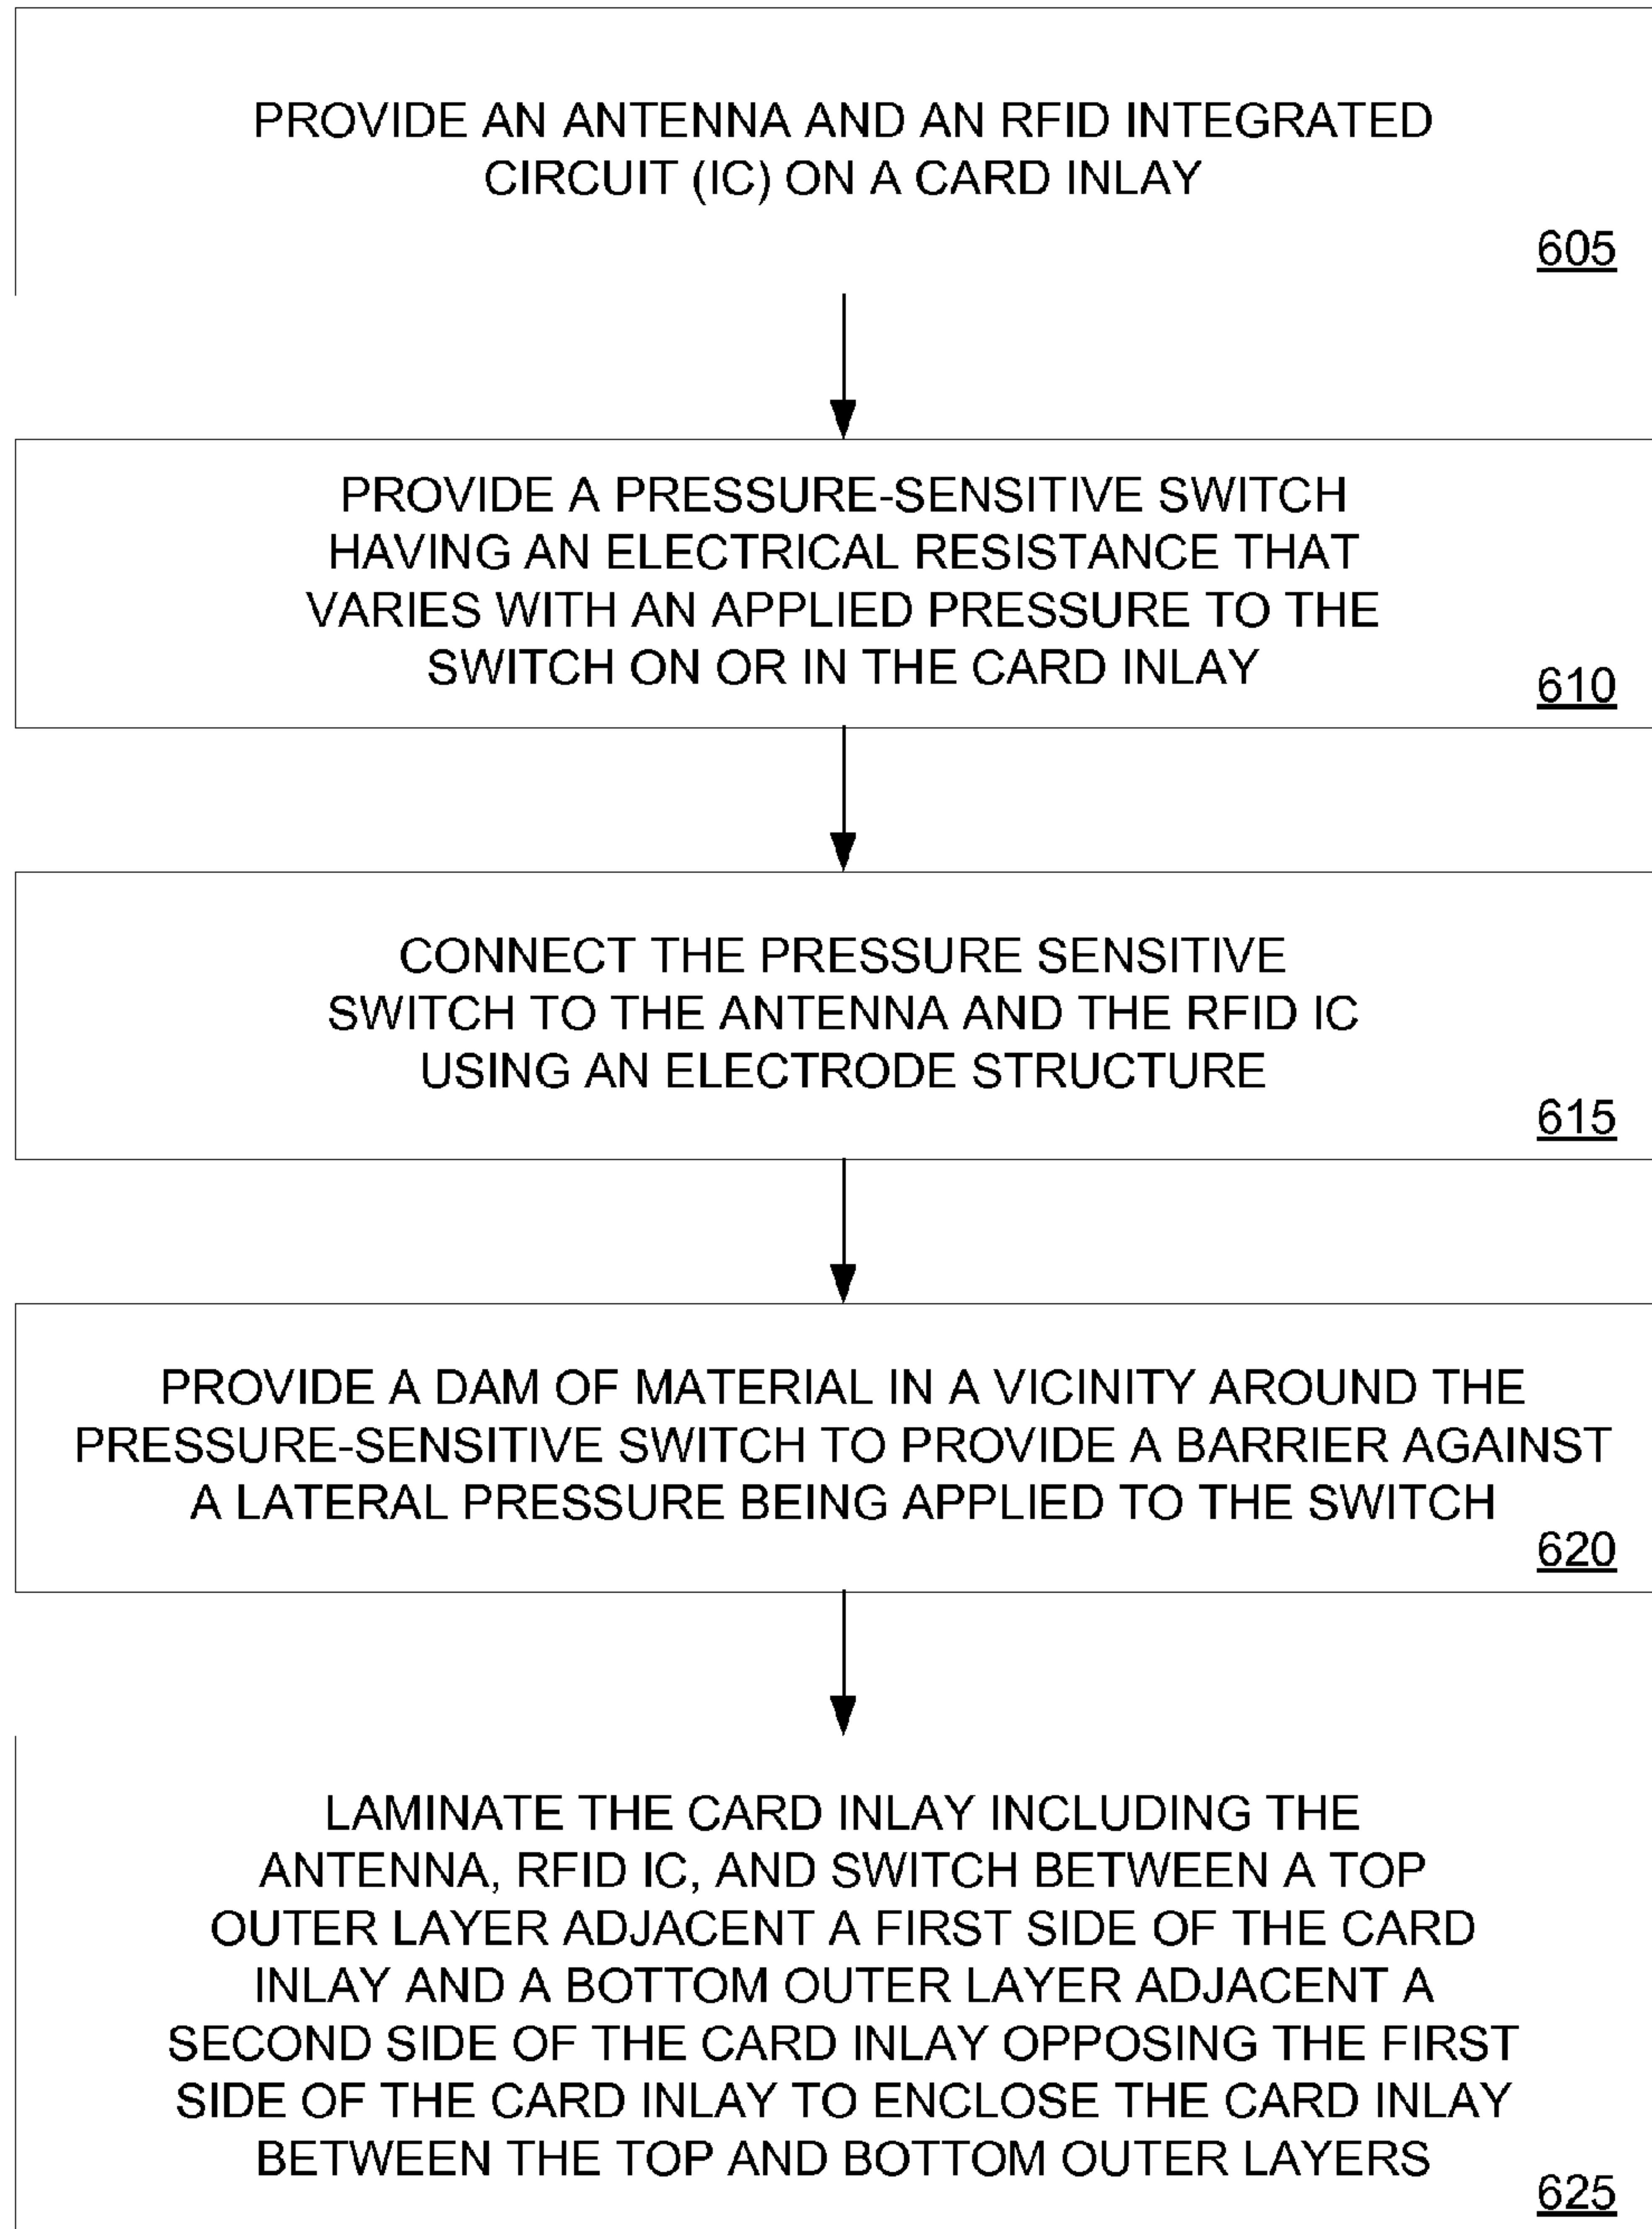 PROVIDE AN ANTENNA AND AN RFID INTEGRATED
CIRCUIT (IC) ON A CARD INLAY
605
PROVIDE A PRESSURE-SENSITIVE SWITCH
HAVING AN ELECTRICAL RESISTANCE THAT
VARIES WITH AN APPLIED PRESSURE TO THE
SWITCH ON OR IN THE CARD INLAY
610
CONNECT THE PRESSURE SENSITIVE
SWITCH TO THE ANTENNA AND THE RFID IC
USING AN ELECTRODE STRUCTURE
615
PROVIDE A DAM OF MATERIAL IN A VICINITY AROUND THE
PRESSURE-SENSITIVE SWITCH TO PROVIDE A BARRIER AGAINST
A LATERAL PRESSURE BEING APPLIED TO THE SWITCH
620
LAMINATE THE CARD INLAY INCLUDING THE
ANTENNA, RFID IC, AND SWITCH BETWEEN A TOP
OUTER LAYER ADJACENT A FIRST SIDE OF THE CARD
INLAY AND A BOTTOM OUTER LAYER ADJACENT A
SECOND SIDE OF THE CARD INLAY OPPOSING THE FIRST
SIDE OF THE CARD INLAY TO ENCLOSE THE CARD INLAY
BETWEEN THE TOP AND BOTTOM OUTER LAYERS
625